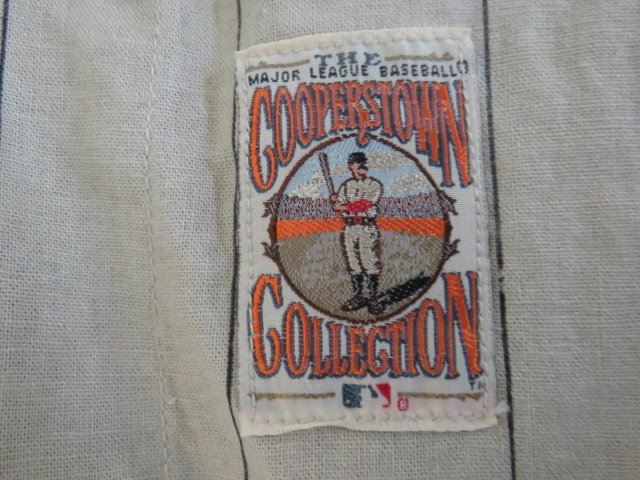 THE
MAJOR LEAGUE BASEBALL®
COOPERSTOWN
COLLECTION
TM
®